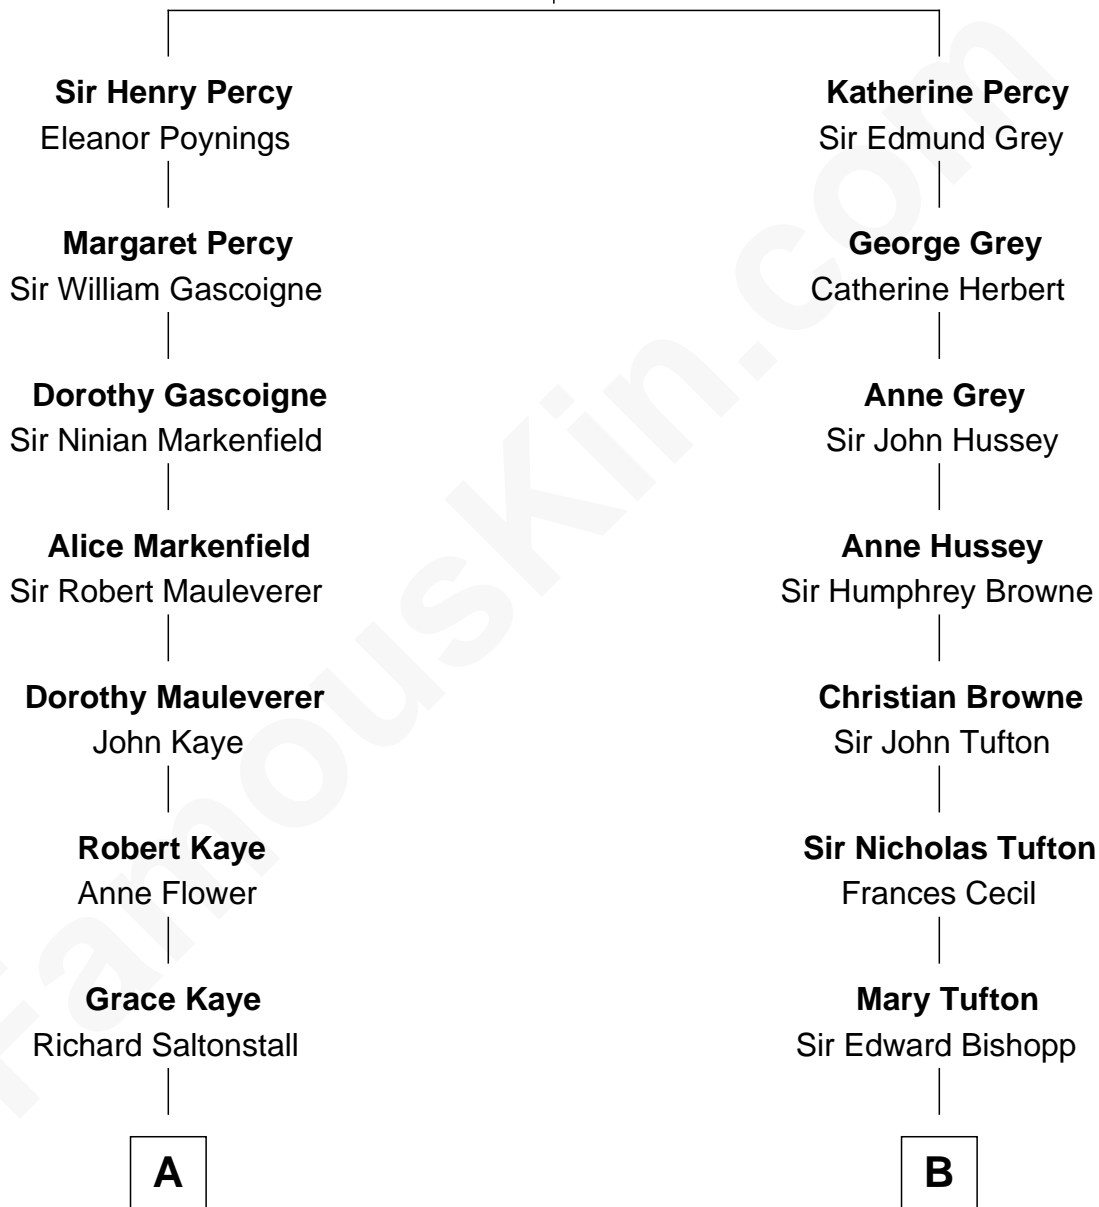 Sir Henry Percy
Eleanor Poynings
Margaret Percy
Sir William Gascoigne
Dorothy Gascoigne
Sir Ninian Markenfield
Alice Markenfield
Sir Robert Mauleverer
Dorothy Mauleverer
John Kaye
Robert Kaye
Anne Flower
Grace Kaye
Richard Saltonstall
A
Katherine Percy
Sir Edmund Grey
George Grey
Catherine Herbert
Anne Grey
Sir John Hussey
Anne Hussey
Sir Humphrey Browne
Christian Browne
Sir John Tufton
Sir Nicholas Tufton
Frances Cecil
Mary Tufton
Sir Edward Bishopp
B
FamousKin.com